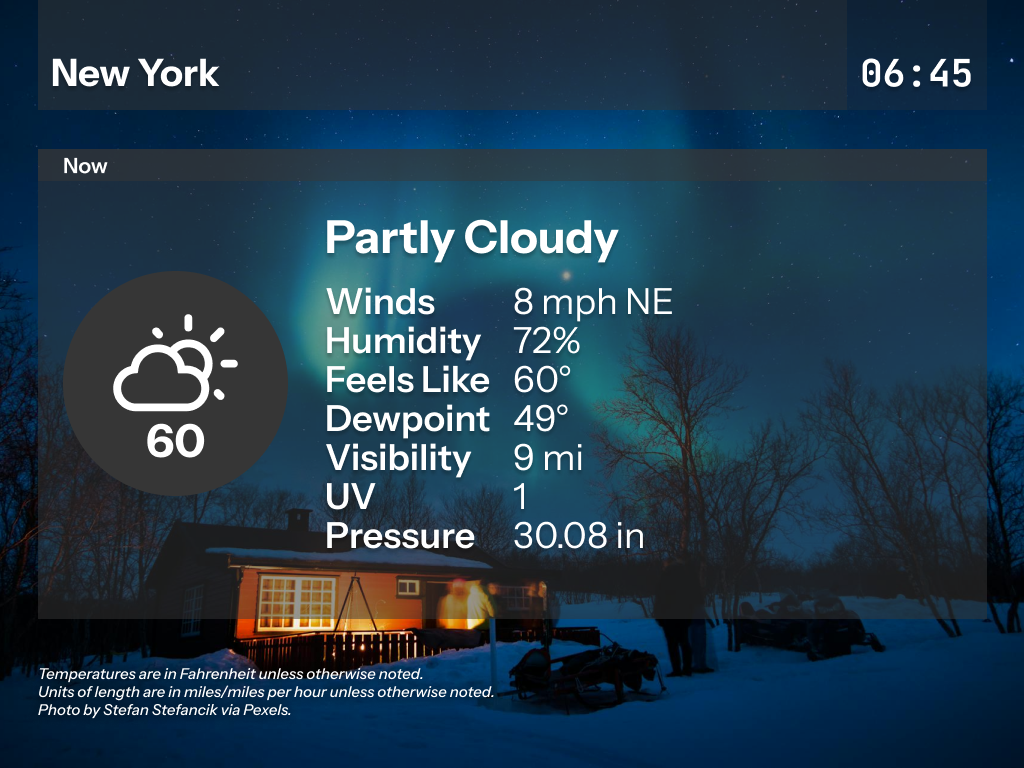 New York
06:45
Now
Partly Cloudy
Winds 8 mph NE
Humidity 72%
Feels Like 60°
Dewpoint 49°
Visibility 9 mi
UV 1
Pressure 30.08 in
60
Temperatures are in Fahrenheit unless otherwise noted.
Units of length are in miles/miles per hour unless otherwise noted.
Photo by Stefan Stefancik via Pexels.